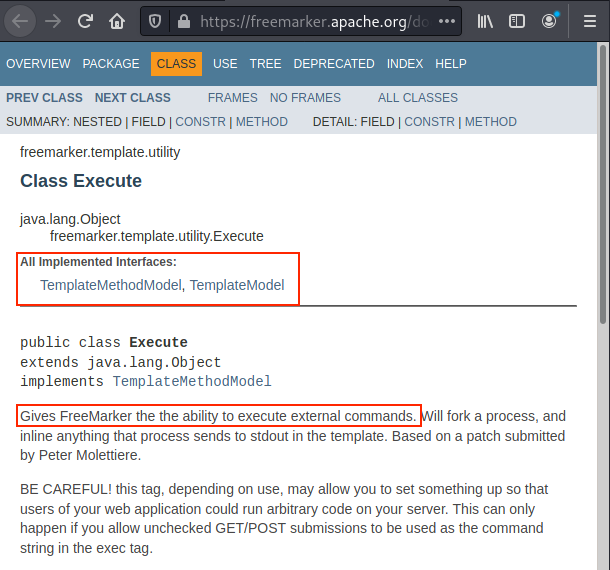 https://freemarker.apache.org/do
OVERVIEW PACKAGE CLASS USE TREE DEPRECATED INDEX HELP
PREV CLASS NEXT CLASS FRAMES NO FRAMES ALL CLASSES
SUMMARY: NESTED | FIELD | CONSTR | METHOD DETAIL: FIELD | CONSTR | METHOD
freemarker.template.utility
Class Execute
java.lang.Object
freemarker.template.utility.Execute
All Implemented Interfaces:
TemplateMethodModel, TemplateModel
public class Execute
extends java.lang.Object
implements TemplateMethodModel
Gives FreeMarker the the ability to execute external commands. Will fork a process, and
inline anything that process sends to stdout in the template. Based on a patch submitted
by Peter Molettiere.
BE CAREFUL! this tag, depending on use, may allow you to set something up so that
users of your web application could run arbitrary code on your server. This can only
happen if you allow unchecked GET/POST submissions to be used as the command
string in the exec tag.